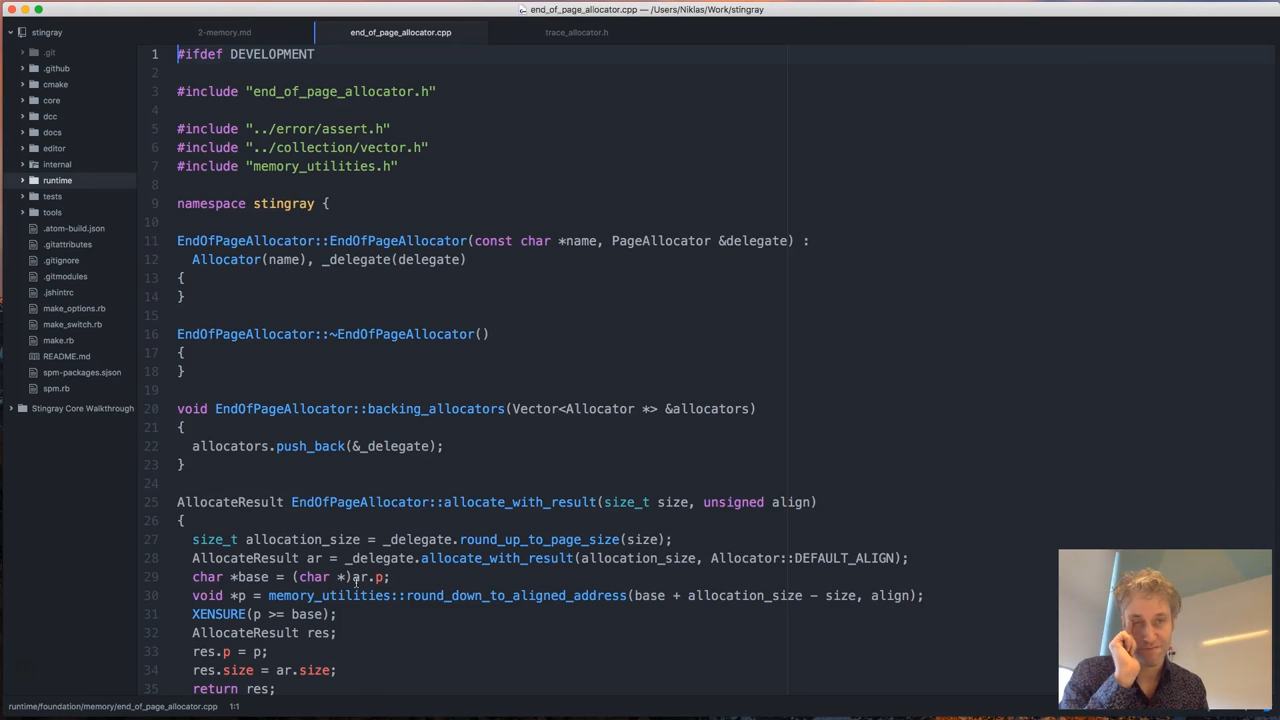 end_of_page_allocator.cpp — /Users/Niklas/Work/stingray
stingray
2-memory.md
end_of_page_allocator.cpp
trace_allocator.h
.git
.github
cmake
core
dcc
docs
editor
internal
runtime
tests
tools
.atom-build.json
.gitattributes
.gitignore
.gitmodules
.jshintrc
make_options.rb
make_switch.rb
make.rb
README.md
spm-packages.sjson
spm.rb
Stingray Core Walkthrough
1 #ifdef DEVELOPMENT
2
3 #include "end_of_page_allocator.h"
4
5 #include "../error/assert.h"
6 #include "../collection/vector.h"
7 #include "memory_utilities.h"
8
9 namespace stingray {
10
11 EndOfPageAllocator::EndOfPageAllocator(const char *name, PageAllocator &delegate) :
12 Allocator(name), _delegate(delegate)
13 {
14 }
15
16 EndOfPageAllocator::~EndOfPageAllocator()
17 {
18 }
19
20 void EndOfPageAllocator::backing_allocators(Vector<Allocator *> &allocators)
21 {
22 allocators.push_back(&_delegate);
23 }
24
25 AllocateResult EndOfPageAllocator::allocate_with_result(size_t size, unsigned align)
26 {
27 size_t allocation_size = _delegate.round_up_to_page_size(size);
28 AllocateResult ar = _delegate.allocate_with_result(allocation_size, Allocator::DEFAULT_ALIGN);
29 char *base = (char *)ar.p;
30 void *p = memory_utilities::round_down_to_aligned_address(base + allocation_size - size, align);
31 XENSURE(p >= base);
32 AllocateResult res;
33 res.p = p;
34 res.size = ar.size;
35 return res;
runtime/foundation/memory/end_of_page_allocator.cpp 1:1